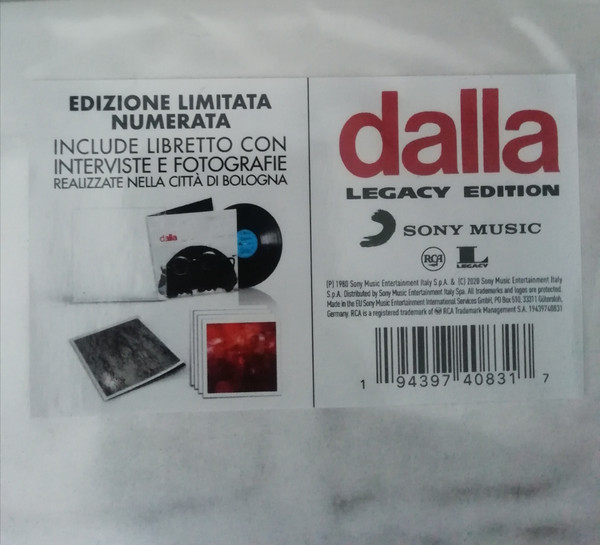 EDIZIONE LIMITATA
NUMERATA
INCLUDE LIBRETTO CON
INTERVISTE E FOTOGRAFIE
REALIZZATE NELLA CITTÀ DI BOLOGNA
dalla
dalla
LEGACY EDITION
SONY MUSIC
RCA
L
LEGACY
(P) 1980 Sony Music Entertainment Italy S.p.A. & (C) 2020 Sony Music Entertainment Italy
S.p.A. Distributed by Sony Music Entertainment Italy Spa. All trademarks and logos are protected.
Made in the EU Sony Music Entertainment International Services GmbH, PO Box 510, 33311 Gütersloh,
Germany. RCA is a registered trademark of RCA Trademark Management S.A. 19439740831
1 94397 40831 7